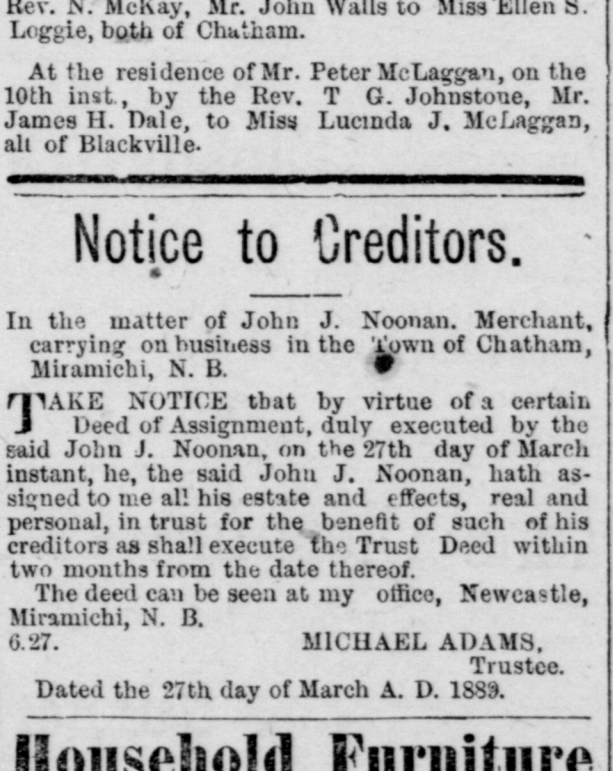 Rev. N. McKay, Mr. John Walls to Miss Ellen S.
Loggie, both of Chatham.
At the residence of Mr. Peter McLaggan, on the
10th inst., by the Rev. T G. Johnstone, Mr.
James H. Dale, to Miss Lucinda J. McLaggan,
all of Blackville.
Notice to Creditors.
In the matter of John J. Noonan. Merchant,
carrying on business in the Town of Chatham,
Miramichi, N. B.
TAKE NOTICE that by virtue of a certain
Deed of Assignment, duly executed by the
said John J. Noonan, on the 27th day of March
instant, he, the said John J. Noonan, hath as-
signed to me all his estate and effects, real and
personal, in trust for the benefit of such of his
creditors as shall execute the Trust Deed within
two months from the date thereof.
The deed can be seen at my office, Newcastle,
Miramichi, N. B.
6.27. MICHAEL ADAMS,
Trustee.
Dated the 27th day of March A. D. 1889.
Household Furniture